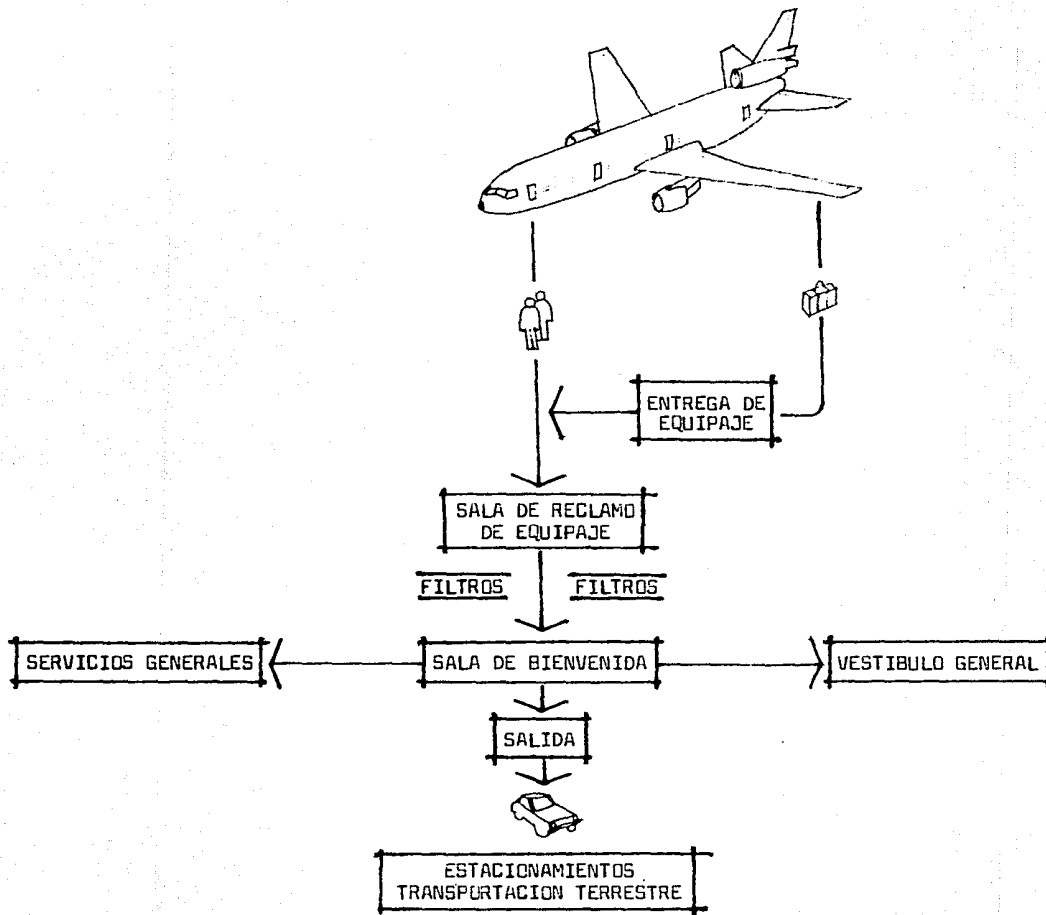 ENTREGA DE
EQUIPAJE
SALA DE RECLAMO
DE EQUIPAJE
FILTROS FILTROS
SERVICIOS GENERALES SALA DE BIENVENIDA VESTIBULO GENERAL
SALIDA
ESTACIONAMIENTOS
TRANSPORTACION TERRESTRE